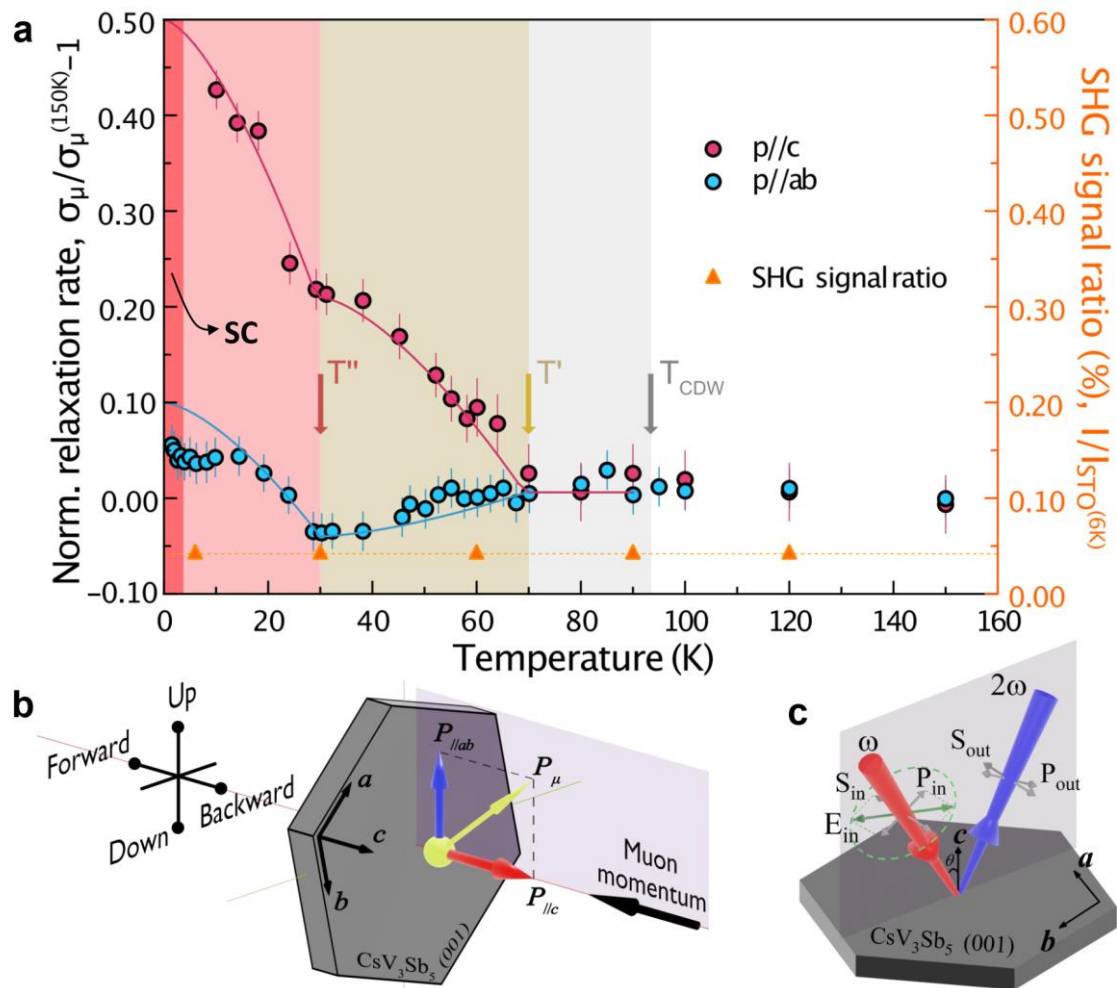 a
Norm. relaxation rate, σμ/σμ(150K)−1
0.50
0.40
0.30
0.20
0.10
0.00
−0.10
SHG signal ratio (%), I/ISTO(6K)
0.60
0.50
0.40
0.30
0.20
0.10
0.00
p//c
p//ab
SHG signal ratio
SC
T"
T'
TCDW
0 20 40 60 80 100 120 140 160
Temperature (K)
b
Up
Forward
Backward
Down
a
c
b
P//ab
Pμ
P//c
Muon
momentum
CsV3Sb5 (001)
c
2ω
ω
Sout
Pout
Sin
Pin
Ein
c
θ
a
b
CsV3Sb5 (001)